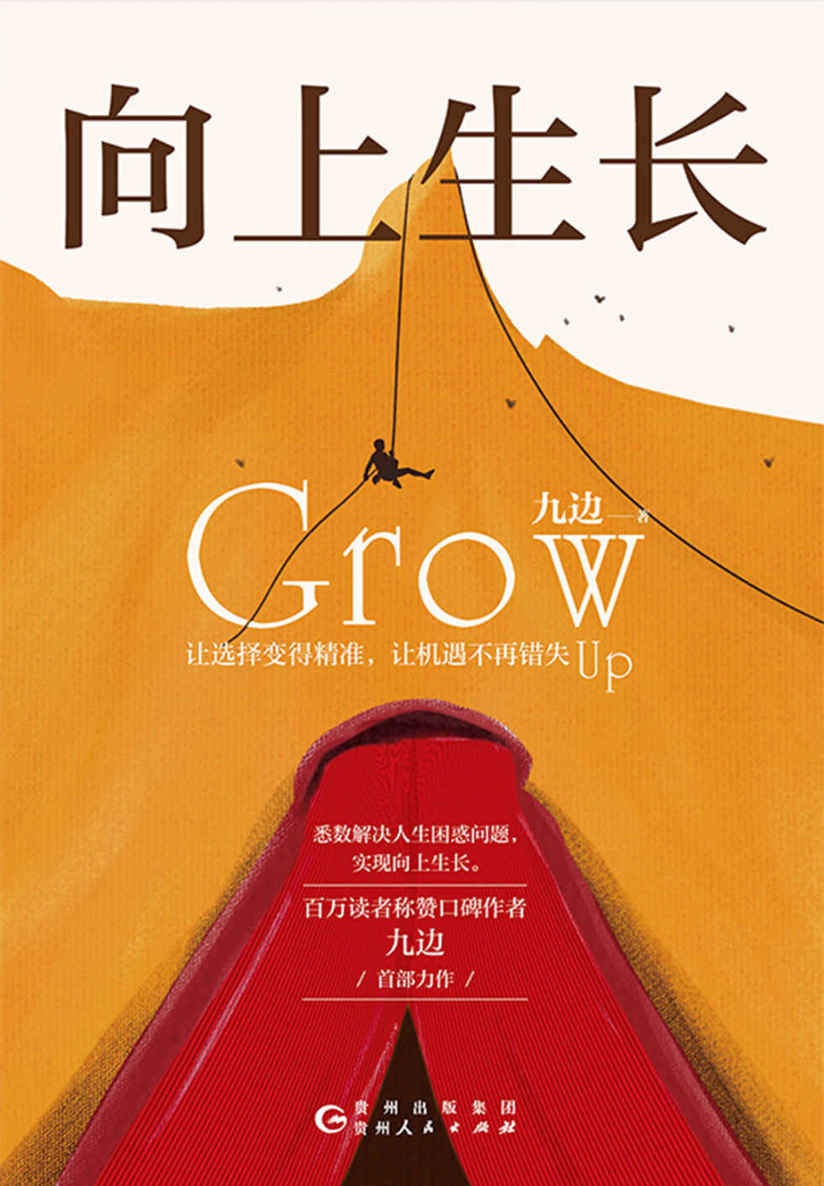 向上生长
九边——著
Grow
Up
让选择变得精准，让机遇不再错失
悉数解决人生困惑问题，
实现向上生长。
百万读者称赞口碑作者
九边
/ 首部力作 /
贵州出版集团
贵州人民出版社